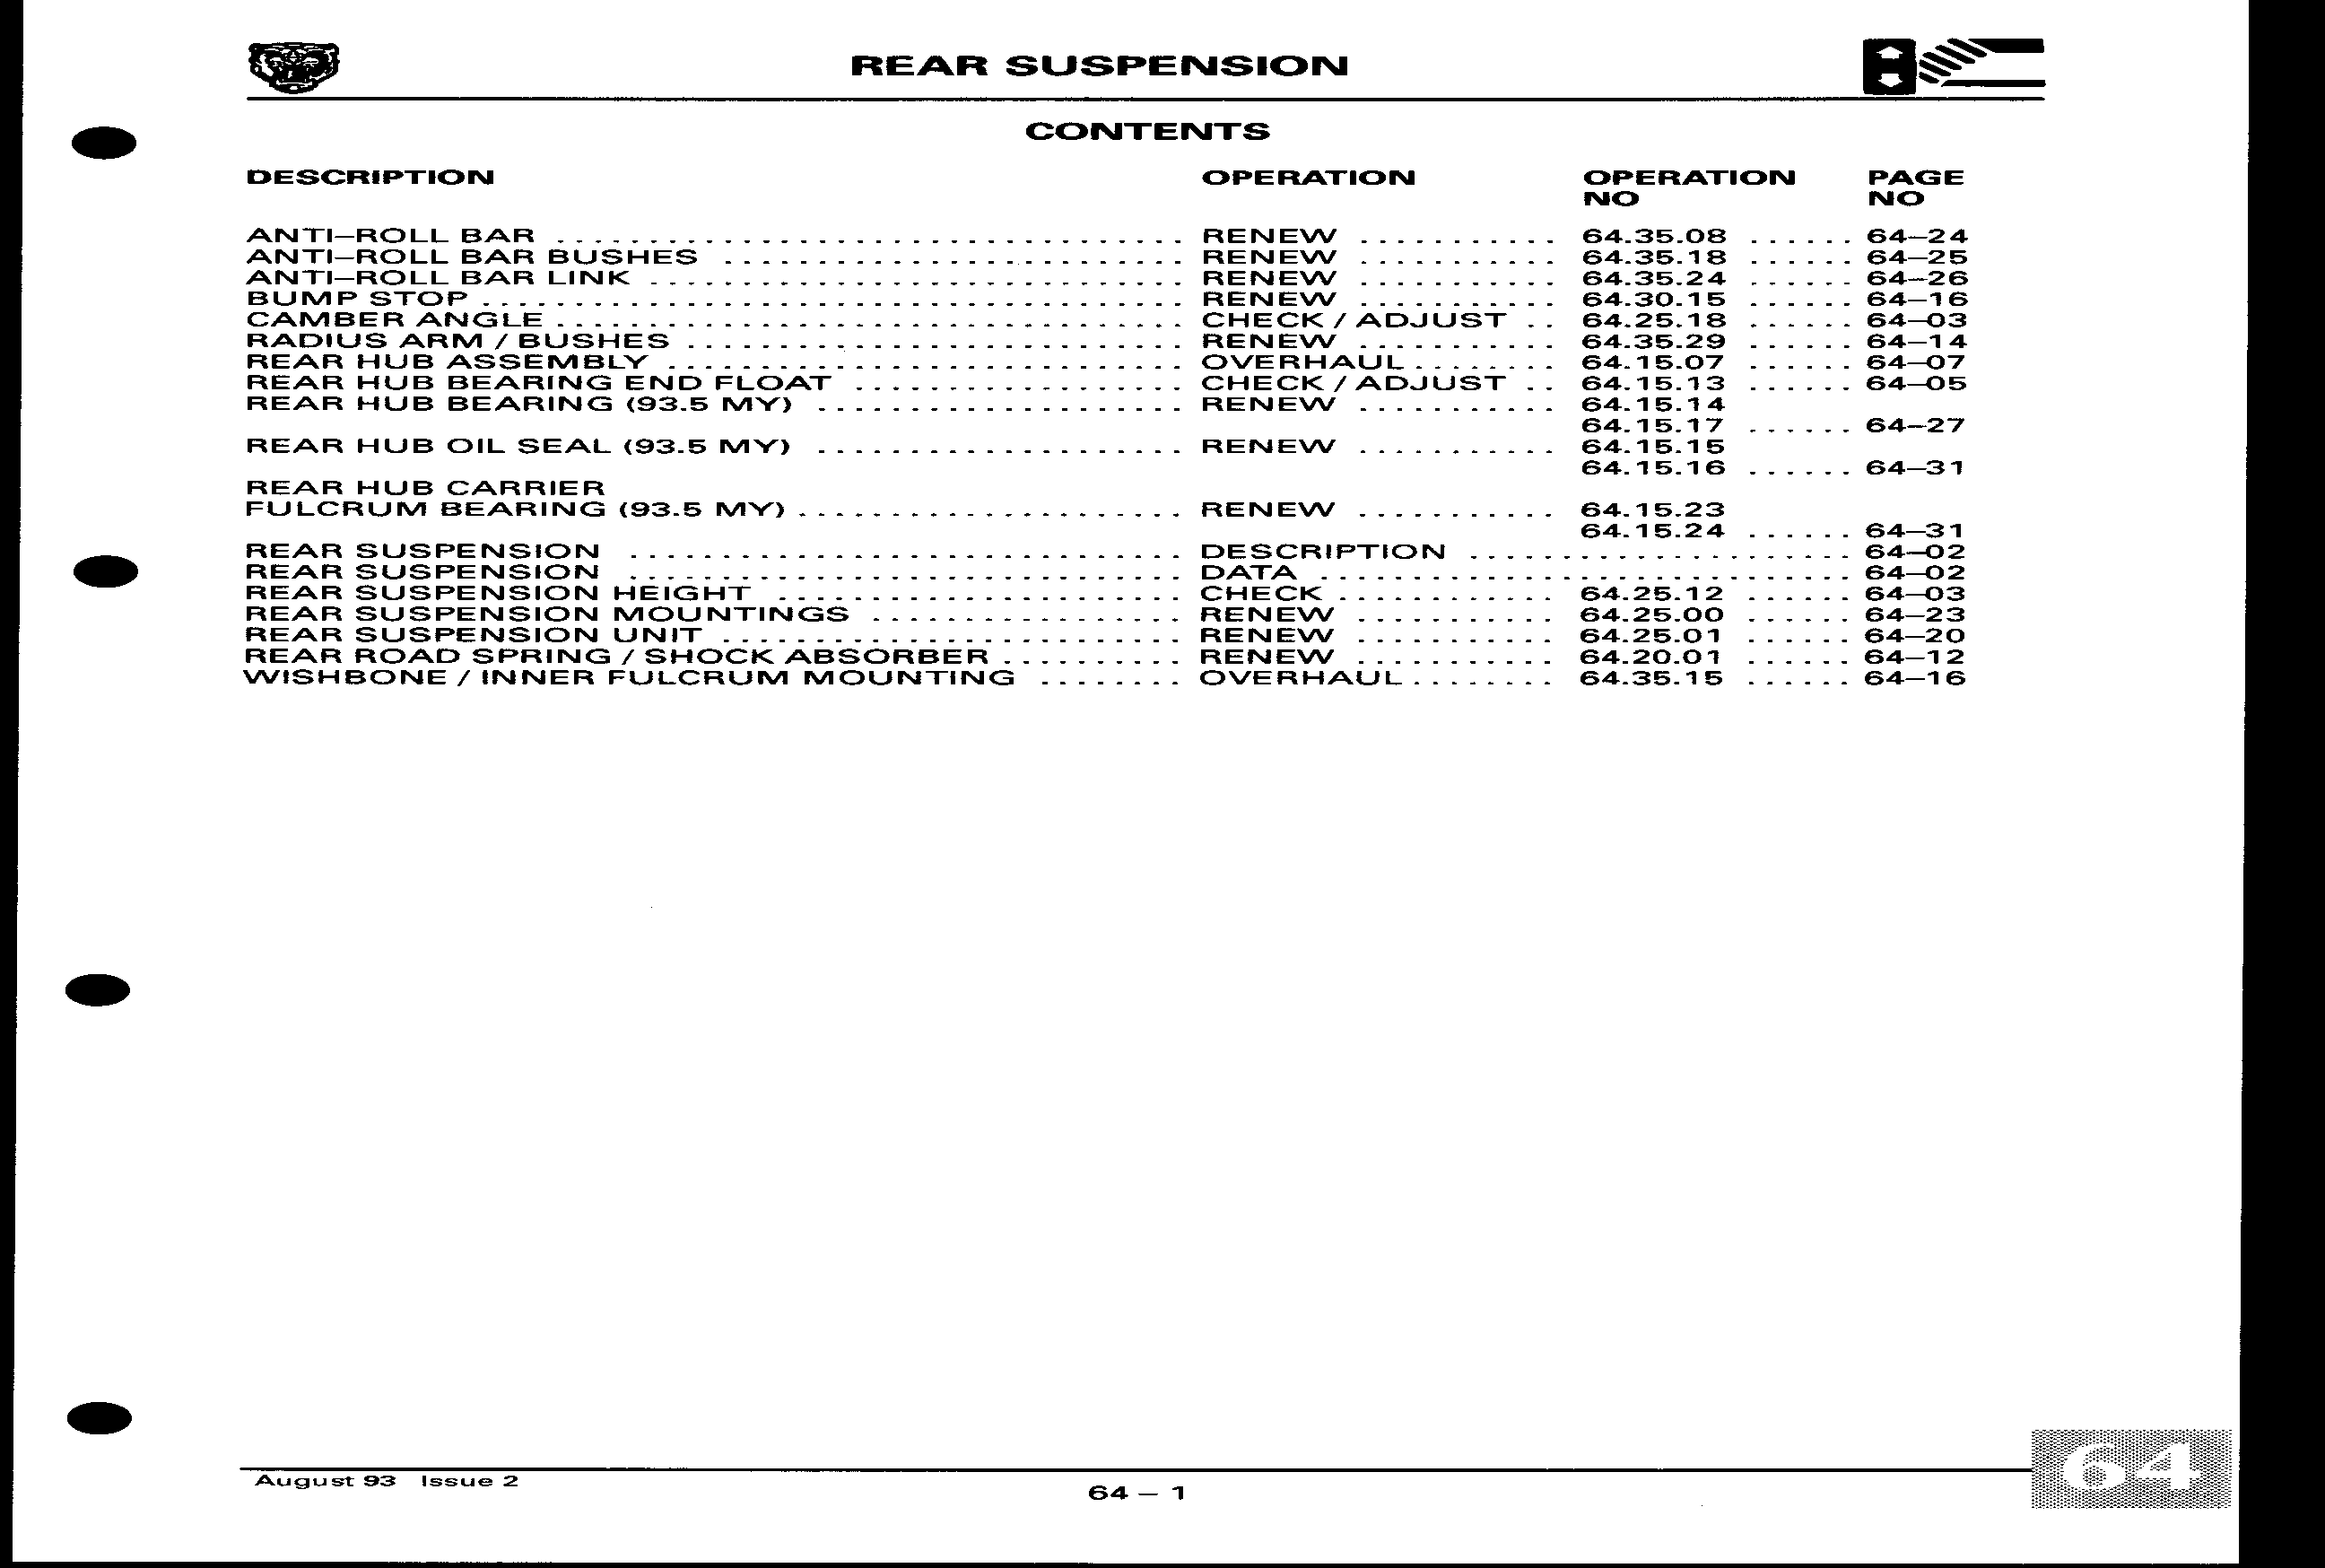 REAR SUSPENSION
CONTENTS
DESCRIPTION OPERATION OPERATION PAGE
NO NO
ANTI–ROLL BAR .................................. RENEW ........... 64.35.08 ...... 64–24
ANTI–ROLL BAR BUSHES ......................... RENEW ........... 64.35.18 ...... 64–25
ANTI–ROLL BAR LINK ............................. RENEW ........... 64.35.24 ...... 64–26
BUMP STOP ...................................... RENEW ........... 64.30.15 ...... 64–16
CAMBER ANGLE .................................. CHECK / ADJUST .. 64.25.18 ...... 64–03
RADIUS ARM / BUSHES ........................... RENEW ........... 64.35.29 ...... 64–14
REAR HUB ASSEMBLY ............................ OVERHAUL ........ 64.15.07 ...... 64–07
REAR HUB BEARING END FLOAT .................. CHECK / ADJUST .. 64.15.13 ...... 64–05
REAR HUB BEARING (93.5 MY) .................... RENEW ........... 64.15.14
64.15.17 ...... 64–27
REAR HUB OIL SEAL (93.5 MY) .................... RENEW ........... 64.15.15
64.15.16 ...... 64–31
REAR HUB CARRIER
FULCRUM BEARING (93.5 MY) ..................... RENEW ........... 64.15.23
64.15.24 ...... 64–31
REAR SUSPENSION .............................. DESCRIPTION ..................... 64–02
REAR SUSPENSION .............................. DATA ............................. 64–02
REAR SUSPENSION HEIGHT ...................... CHECK ............ 64.25.12 ...... 64–03
REAR SUSPENSION MOUNTINGS ................. RENEW ........... 64.25.00 ...... 64–23
REAR SUSPENSION UNIT ......................... RENEW ........... 64.25.01 ...... 64–20
REAR ROAD SPRING / SHOCK ABSORBER .......... RENEW ........... 64.20.01 ...... 64–12
WISHBONE / INNER FULCRUM MOUNTING ........ OVERHAUL ........ 64.35.15 ...... 64–16
August 93 Issue 2
64 – 1
64